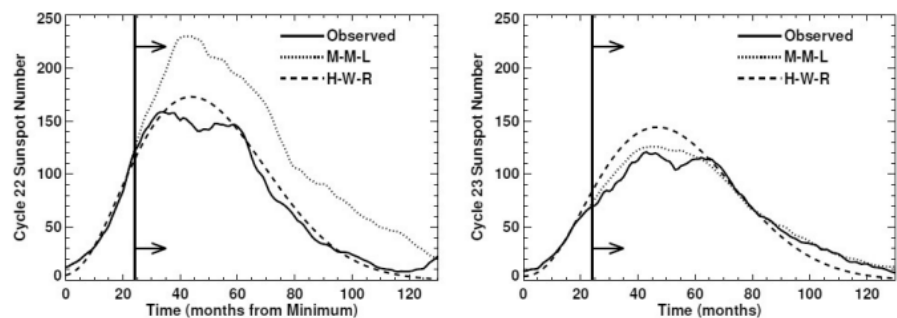 250
200
150
100
50
0
Cycle 22 Sunspot Number
Observed
M-M-L
H-W-R
0 20 40 60 80 100 120
Time (months from Minimum)
250
200
150
100
50
0
Cycle 23 Sunspot Number
Observed
M-M-L
H-W-R
0 20 40 60 80 100 120
Time (months)